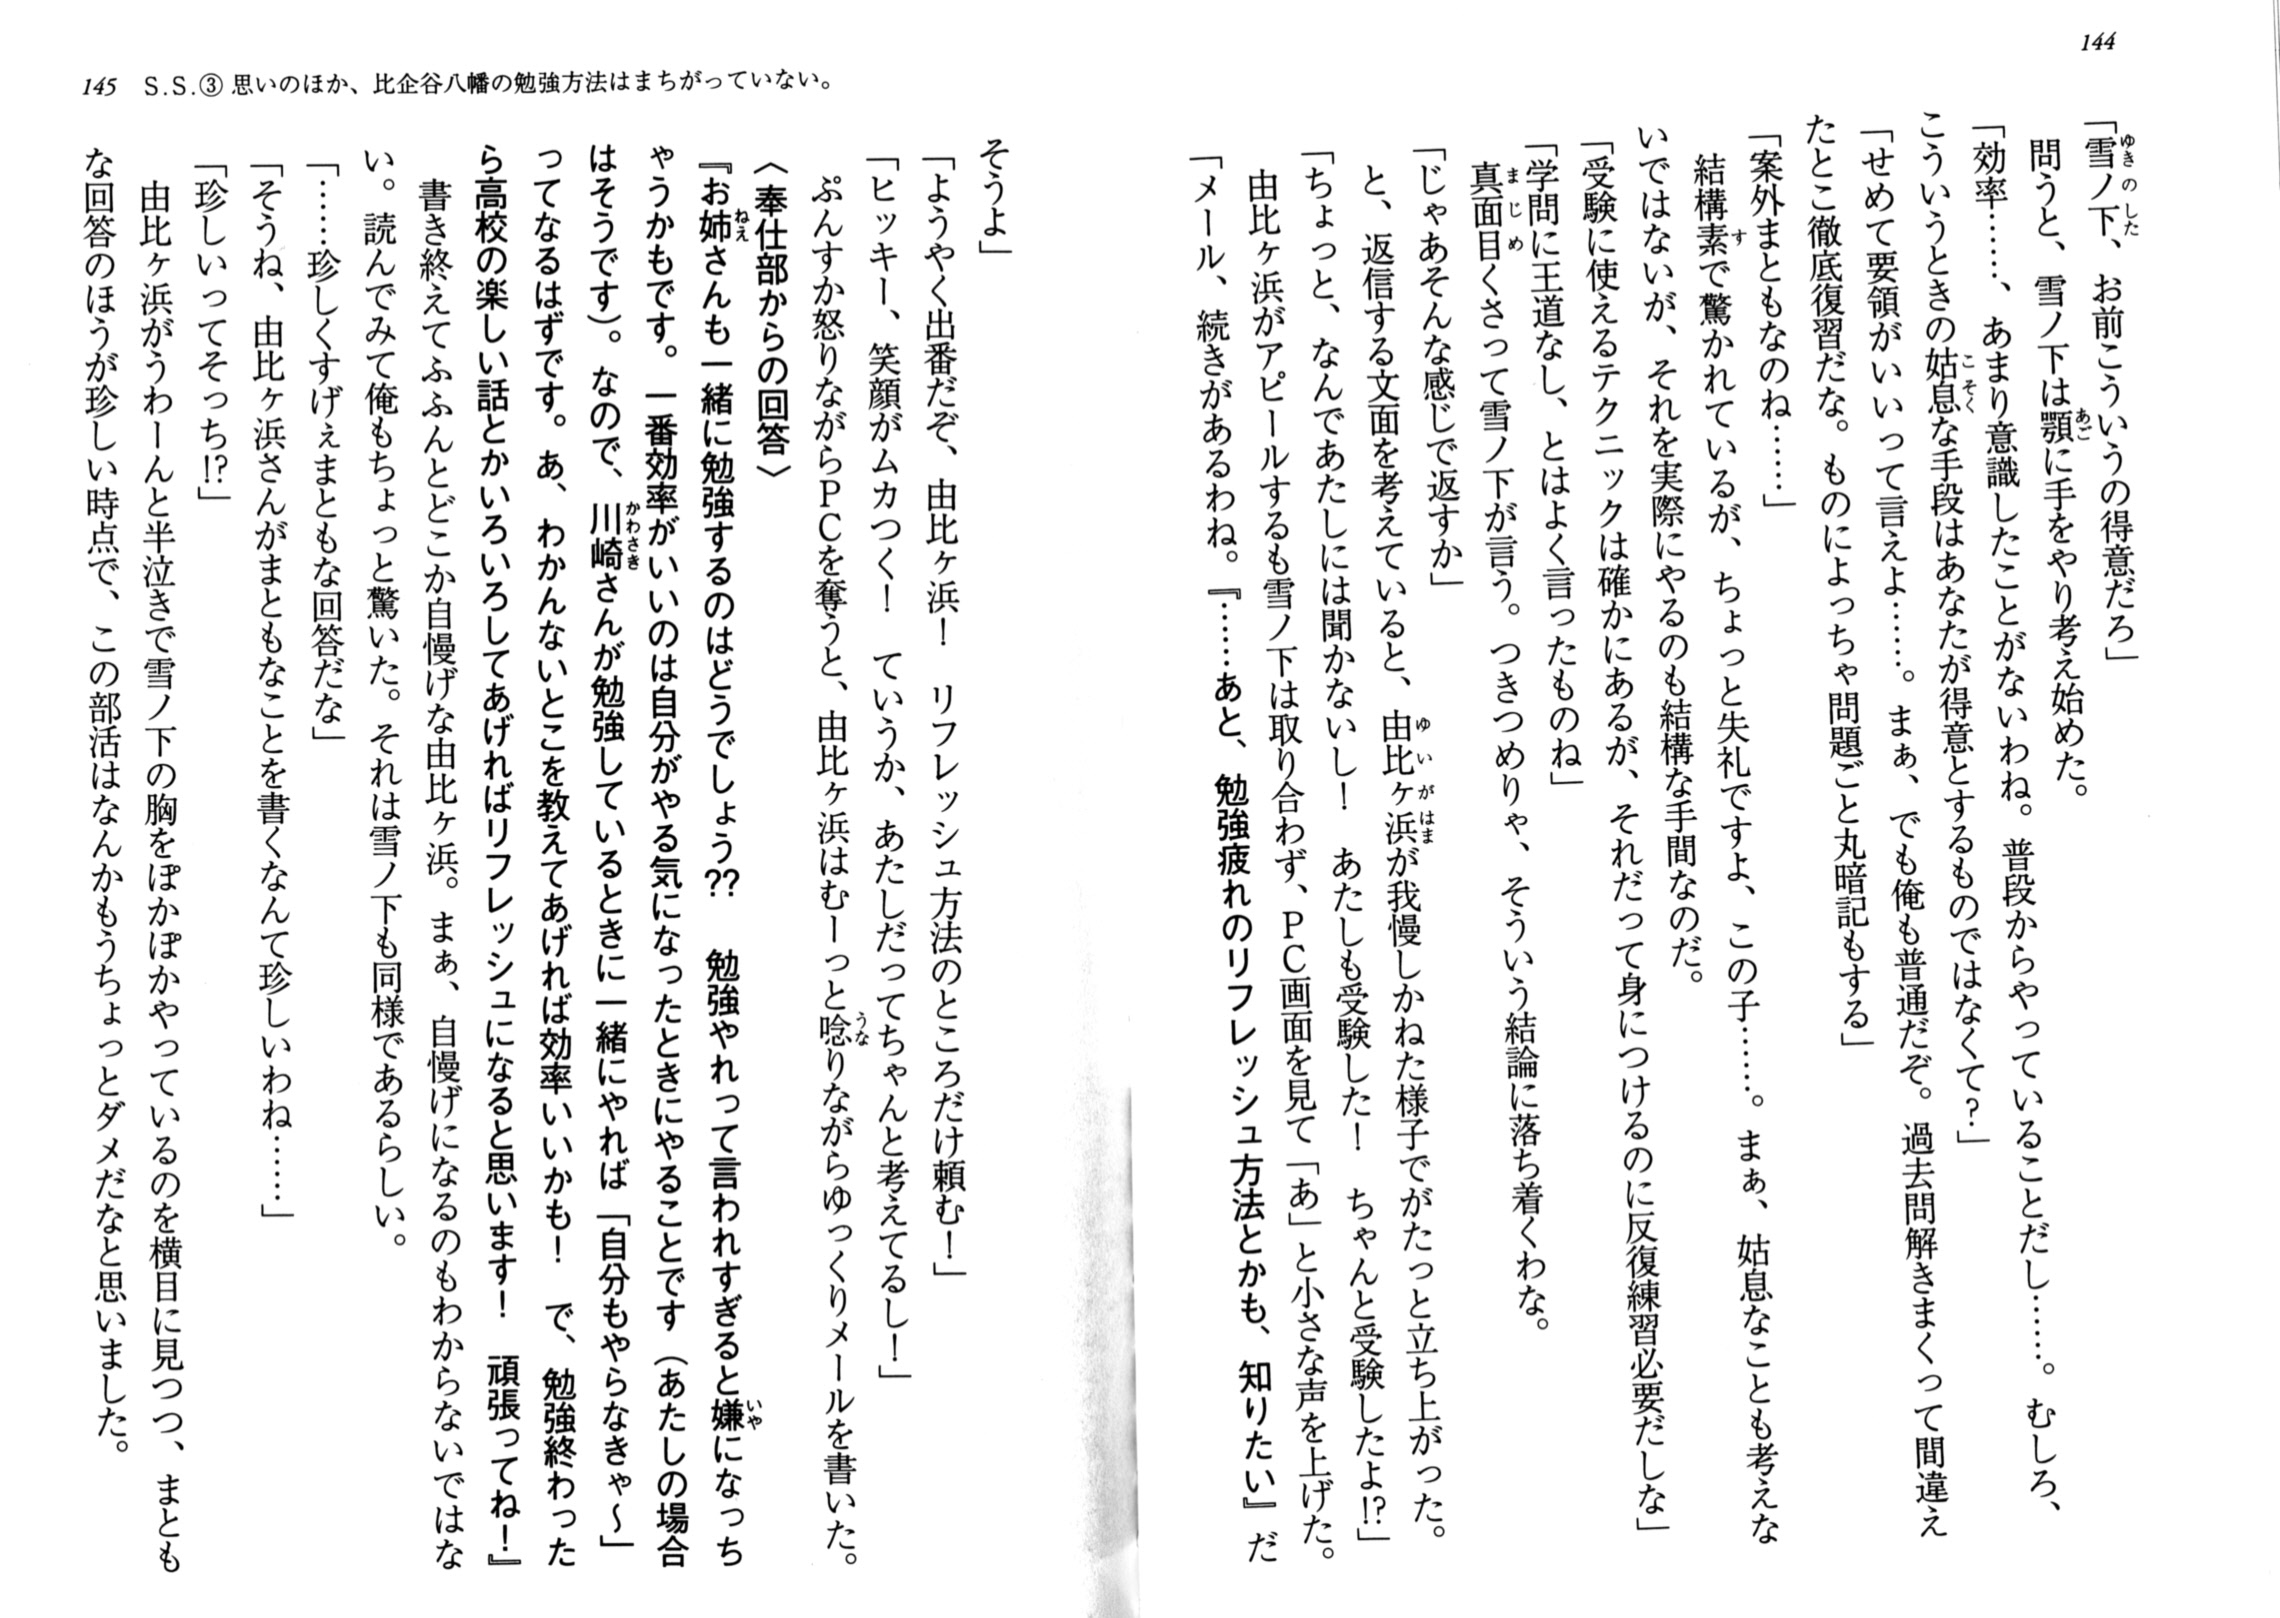 144
「雪ノ下、お前こういうの得意だろ」
問うと、雪ノ下は顎に手をやり考え始めた。
「効率……、あまり意識したことがないわね。普段からやっていることだし……。むしろ、
こういうときの姑息な手段はあなたが得意とするものではなくて?」
「せめて要領がいいって言えよ……。まぁ、でも俺も普通だぞ。過去問解きまくって間違え
たとこ徹底復習だな。ものによっちゃ問題ごと丸暗記もする」
「案外まともなのね……」
結構素で驚かれているが、ちょっと失礼ですよ、この子……。まぁ、姑息なことも考えな
いではないが、それを実際にやるのも結構な手間なのだ。
「受験に使えるテクニックは確かにあるが、それだって身につけるのに反復練習必要だしな」
「学問に王道なし、とはよく言ったものね」
真面目くさって雪ノ下が言う。つきつめりゃ、そういう結論に落ち着くわな。
「じゃあそんな感じで返すか」
と、返信する文面を考えていると、由比ヶ浜が我慢しかねた様子でがたっと立ち上がった。
「ちょっと、なんであたしには聞かないし! あたしも受験した! ちゃんと受験したよ!?」
由比ヶ浜がアピールするも雪ノ下は取り合わず、PC画面を見て「あ」と小さな声を上げた。
「メール、続きがあるわね。『……あと、勉強疲れのリフレッシュ方法とかも、知りたい』だ
145 S.S.③ 思いのほか、比企谷八幡の勉強方法はまちがっていない。
そうよ」
「ようやく出番だぞ、由比ヶ浜! リフレッシュ方法のところだけ頼む!」
「ヒッキー、笑顔がムカつく! ていうか、あたしだってちゃんと考えてるし!」
ぷんすか怒りながらPCを奪うと、由比ヶ浜はむーっと唸りながらゆっくりメールを書いた。
〈奉仕部からの回答〉
『お姉さんも一緒に勉強するのはどうでしょう?? 勉強やれって言われすぎると嫌になっち
ゃうかもです。一番効率がいいのは自分がやる気になったときにやることです(あたしの場合
はそうです)。なので、川崎さんが勉強しているときに一緒にやれば「自分もやらなきゃ〜」
ってなるはずです。あ、わかんないとこを教えてあげれば効率いいかも! で、勉強終わった
ら高校の楽しい話とかいろいろしてあげればリフレッシュになると思います! 頑張ってね!』
書き終えてふふんとどこか自慢げな由比ヶ浜。まぁ、自慢げになるのもわからないではな
い。読んでみて俺もちょっと驚いた。それは雪ノ下も同様であるらしい。
「……珍しくすげぇまともな回答だな」
「そうね、由比ヶ浜さんがまともなことを書くなんて珍しいわね……」
「珍しいってそっち!?」
由比ヶ浜がうわーんと半泣きで雪ノ下の胸をぽかぽかやっているのを横目に見つつ、まとも
な回答のほうが珍しい時点で、この部活はなんかもうちょっとダメだなと思いました。